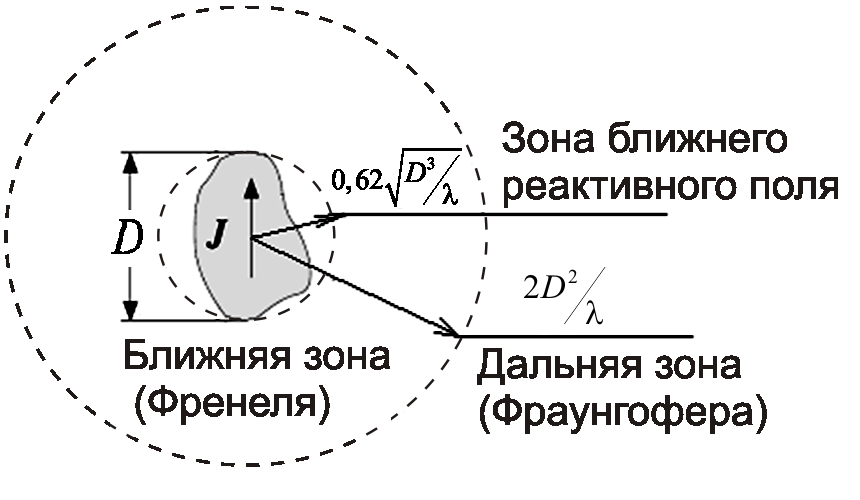 Зона ближнего
реактивного поля
0,62√D³/λ
D
J
2D²/λ
Ближняя зона
(Френеля)
Дальняя зона
(Фраунгофера)